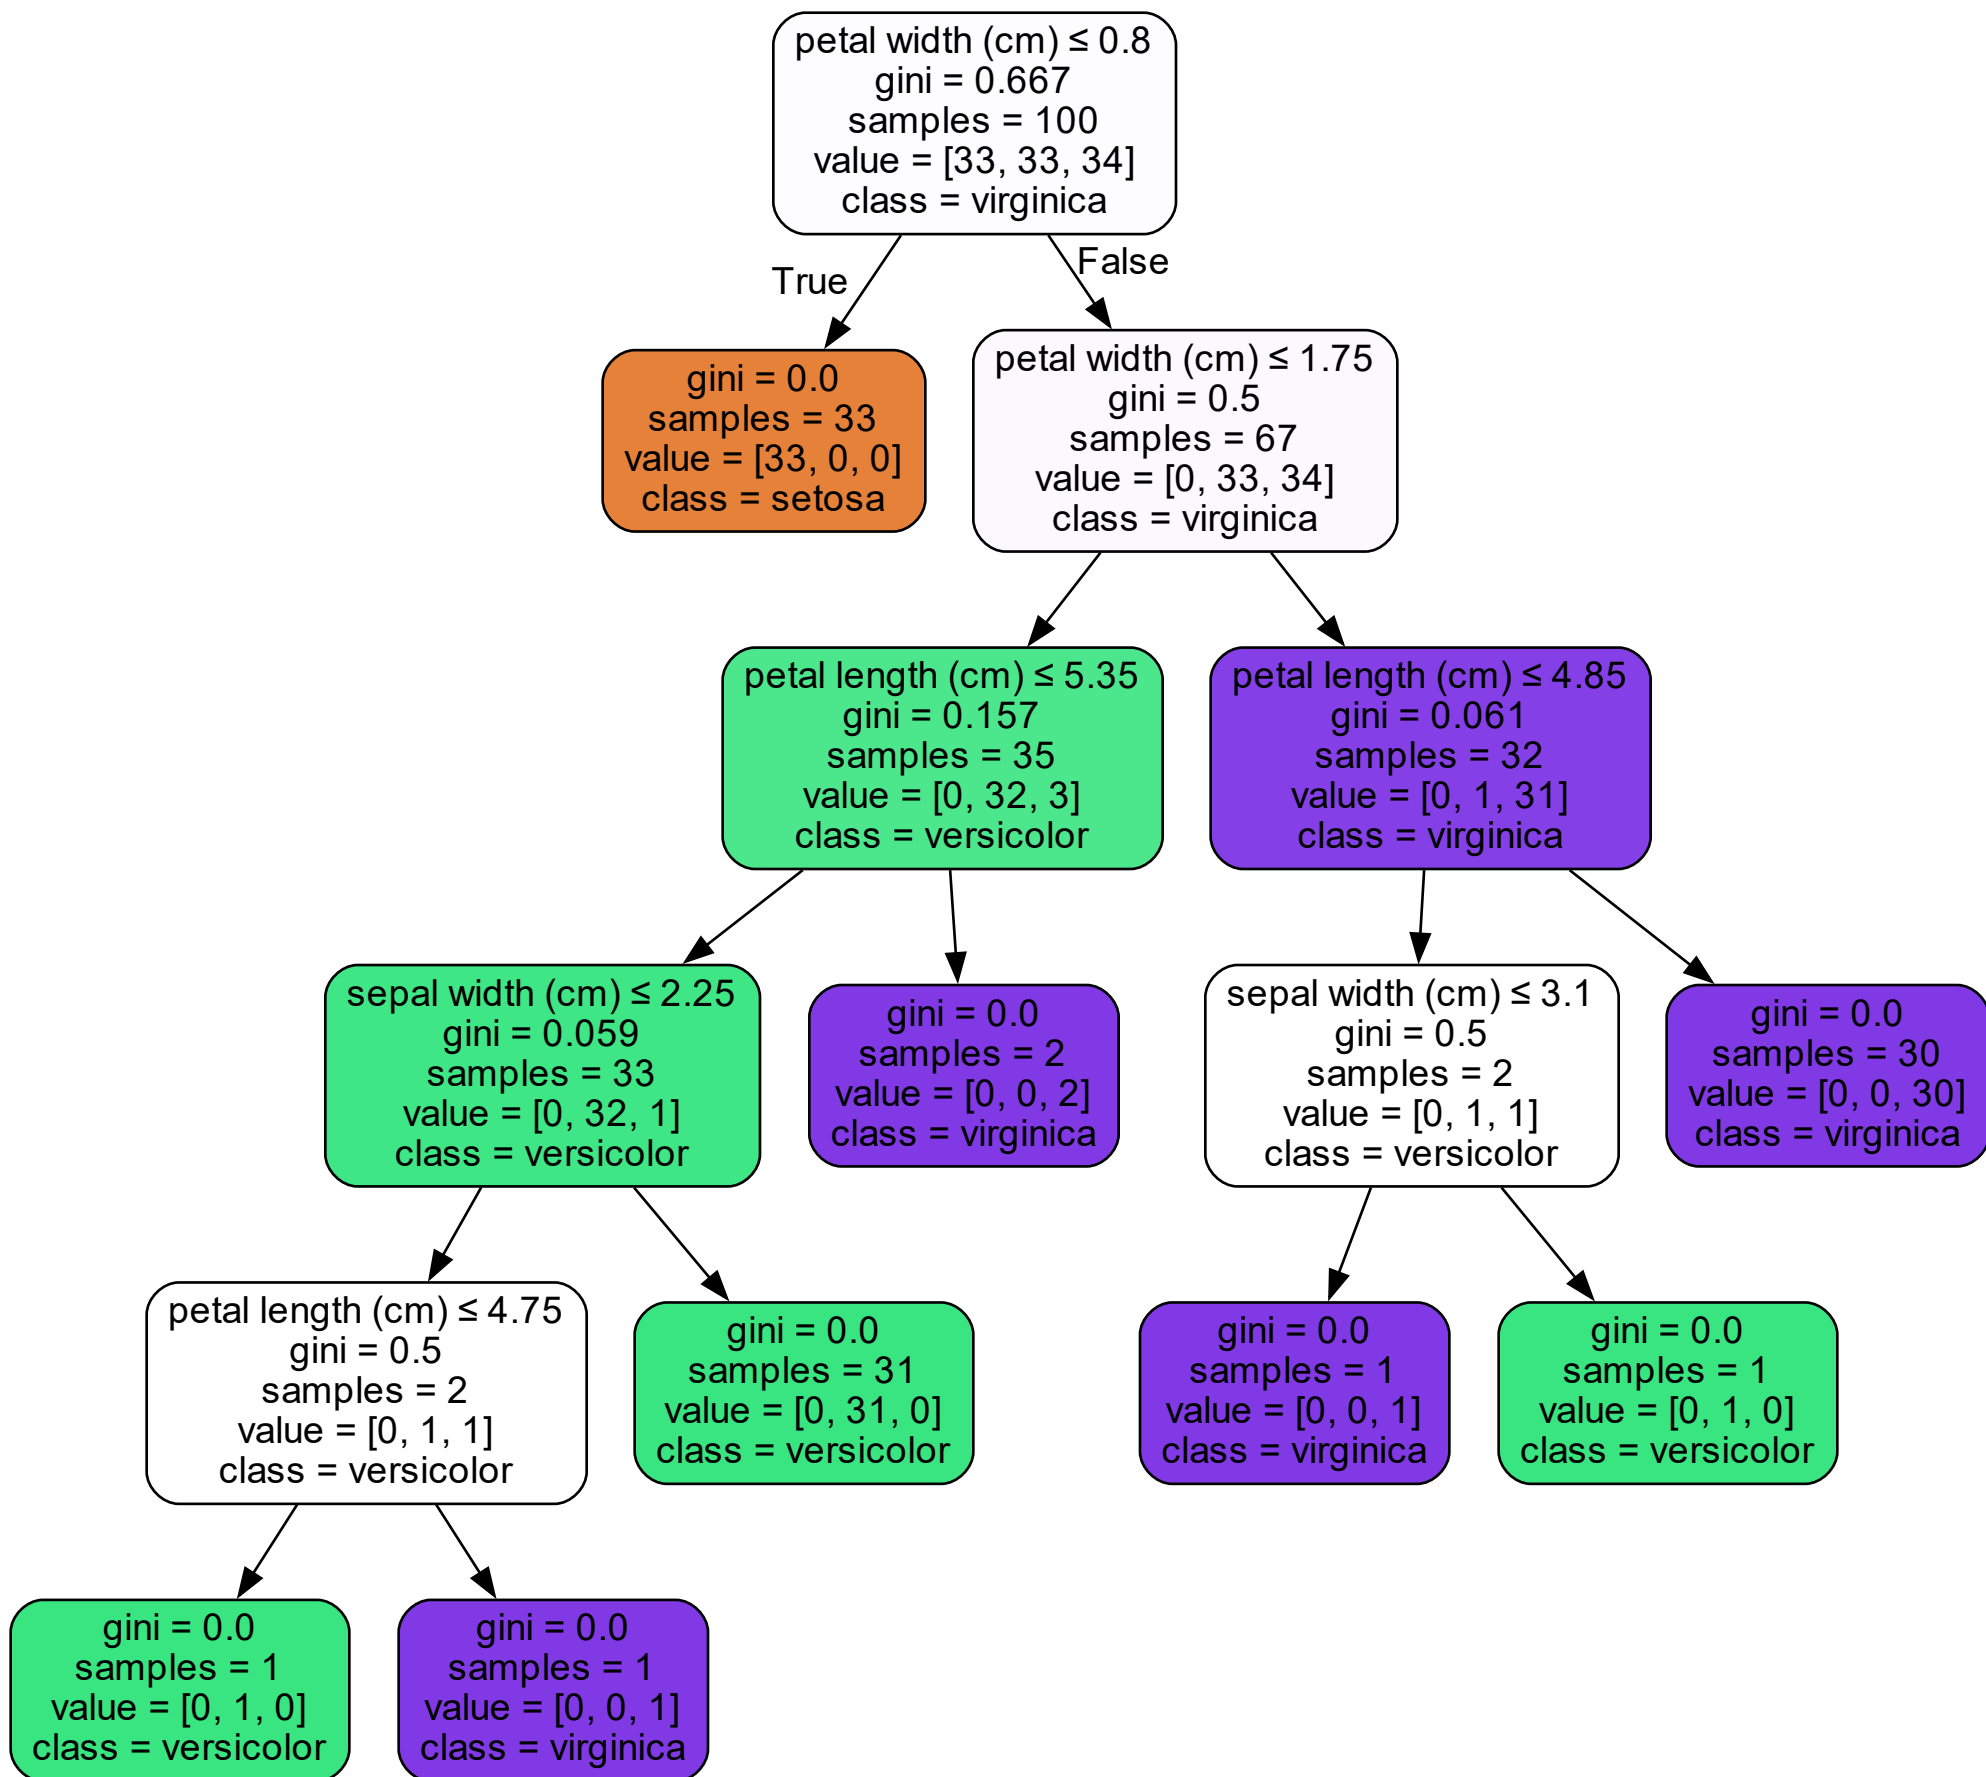 petal width (cm) ≤ 0.8
gini = 0.667
samples = 100
value = [33, 33, 34]
class = virginica
True
False
gini = 0.0
samples = 33
value = [33, 0, 0]
class = setosa
petal width (cm) ≤ 1.75
gini = 0.5
samples = 67
value = [0, 33, 34]
class = virginica
petal length (cm) ≤ 5.35
gini = 0.157
samples = 35
value = [0, 32, 3]
class = versicolor
petal length (cm) ≤ 4.85
gini = 0.061
samples = 32
value = [0, 1, 31]
class = virginica
sepal width (cm) ≤ 2.25
gini = 0.059
samples = 33
value = [0, 32, 1]
class = versicolor
gini = 0.0
samples = 2
value = [0, 0, 2]
class = virginica
sepal width (cm) ≤ 3.1
gini = 0.5
samples = 2
value = [0, 1, 1]
class = versicolor
gini = 0.0
samples = 30
value = [0, 0, 30]
class = virginica
petal length (cm) ≤ 4.75
gini = 0.5
samples = 2
value = [0, 1, 1]
class = versicolor
gini = 0.0
samples = 31
value = [0, 31, 0]
class = versicolor
gini = 0.0
samples = 1
value = [0, 0, 1]
class = virginica
gini = 0.0
samples = 1
value = [0, 1, 0]
class = versicolor
gini = 0.0
samples = 1
value = [0, 1, 0]
class = versicolor
gini = 0.0
samples = 1
value = [0, 0, 1]
class = virginica